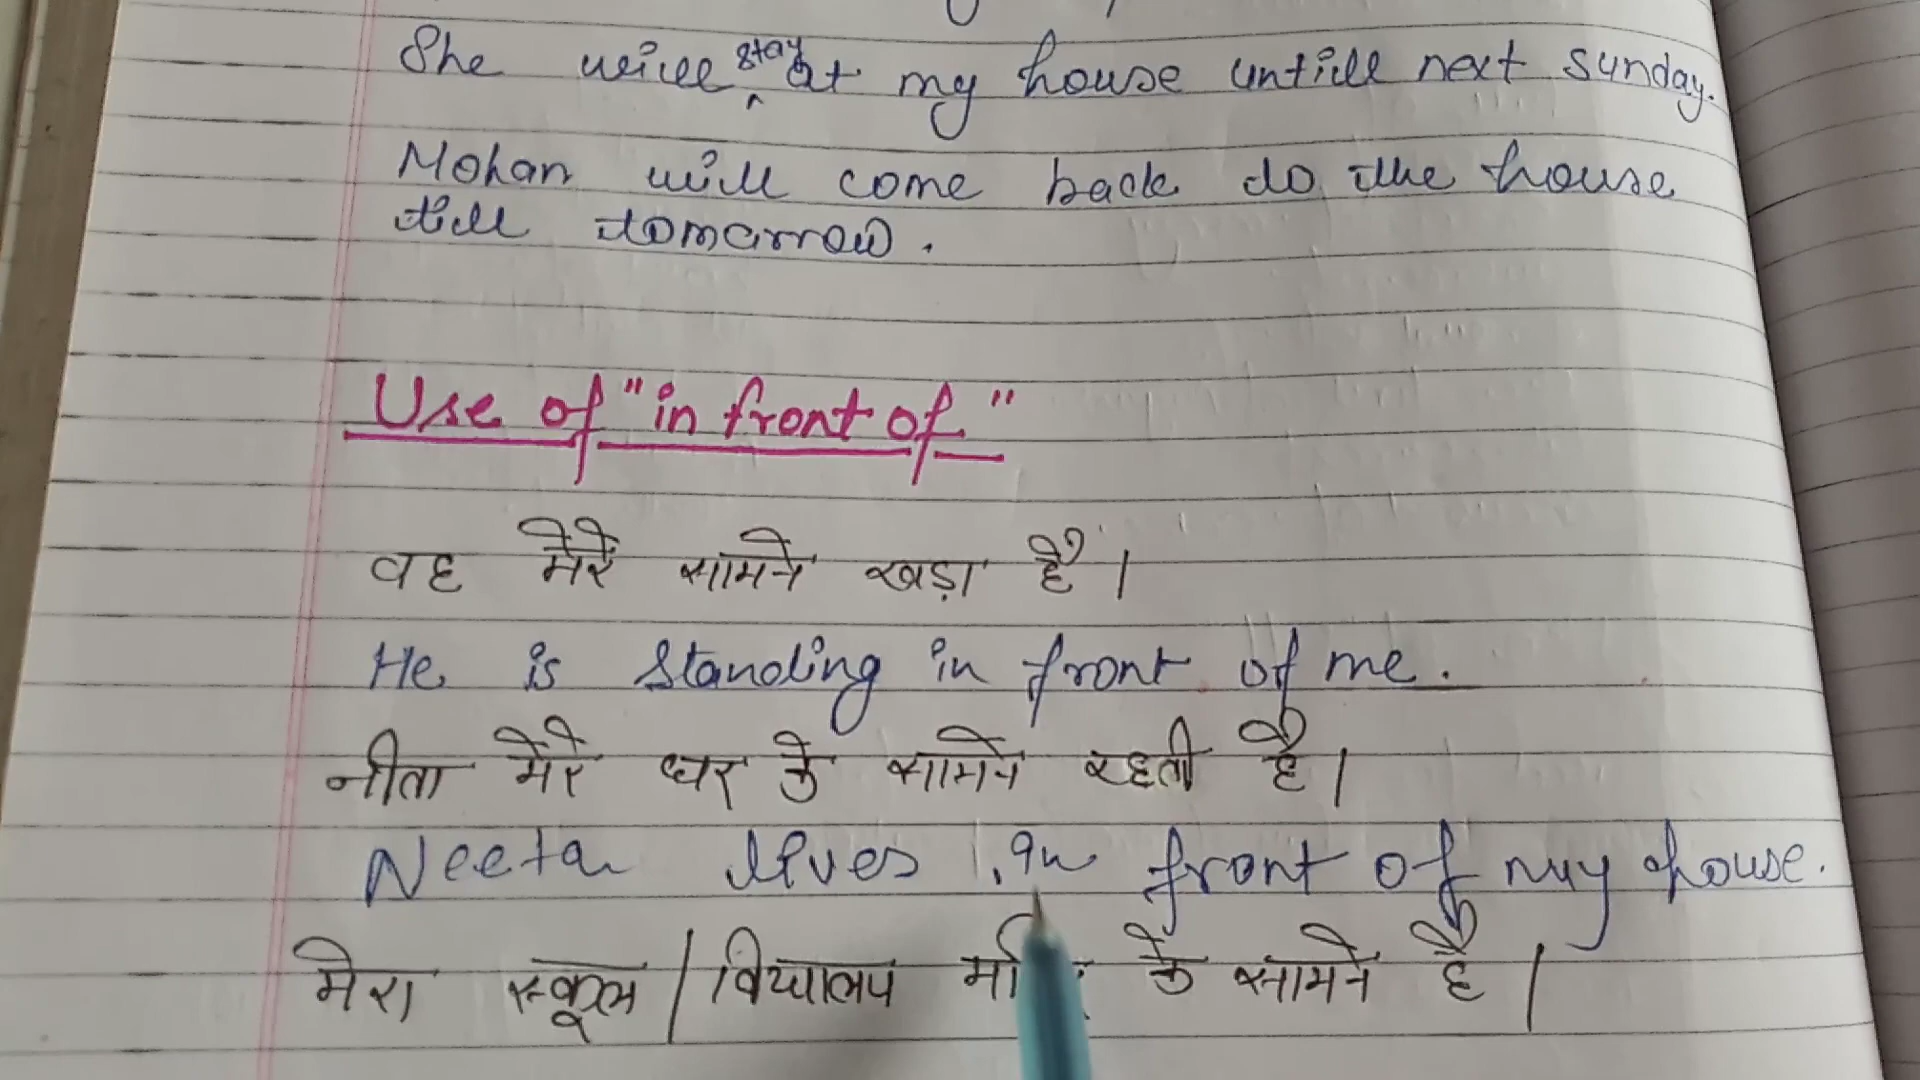 She will stay at my house untill next sunday.
Mohan will come back to the house
till tomarrow.
Use of "in front of"
वह मेरे सामने खड़ा है।
He is standing in front of me.
नीता मेरे घर के सामने रहती है।
Neeta lives in front of my house.
मेरा स्कूल / विद्यालय के सामने है।